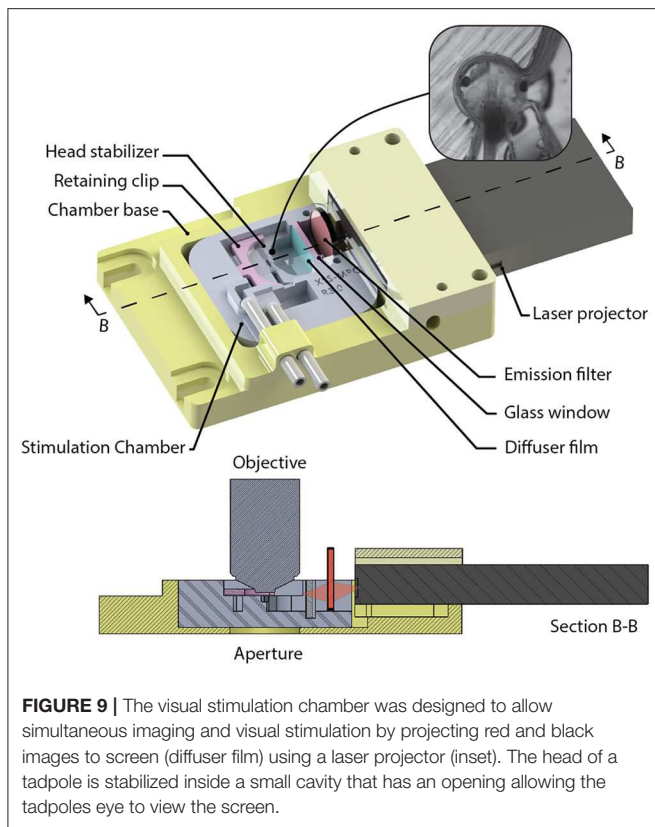 Head stabilizer
Retaining clip
Chamber base
B
B
Laser projector
Emission filter
Glass window
Diffuser film
Stimulation Chamber
Objective
Aperture
Section B-B
FIGURE 9 | The visual stimulation chamber was designed to allow
simultaneous imaging and visual stimulation by projecting red and black
images to screen (diffuser film) using a laser projector (inset). The head of a
tadpole is stabilized inside a small cavity that has an opening allowing the
tadpoles eye to view the screen.